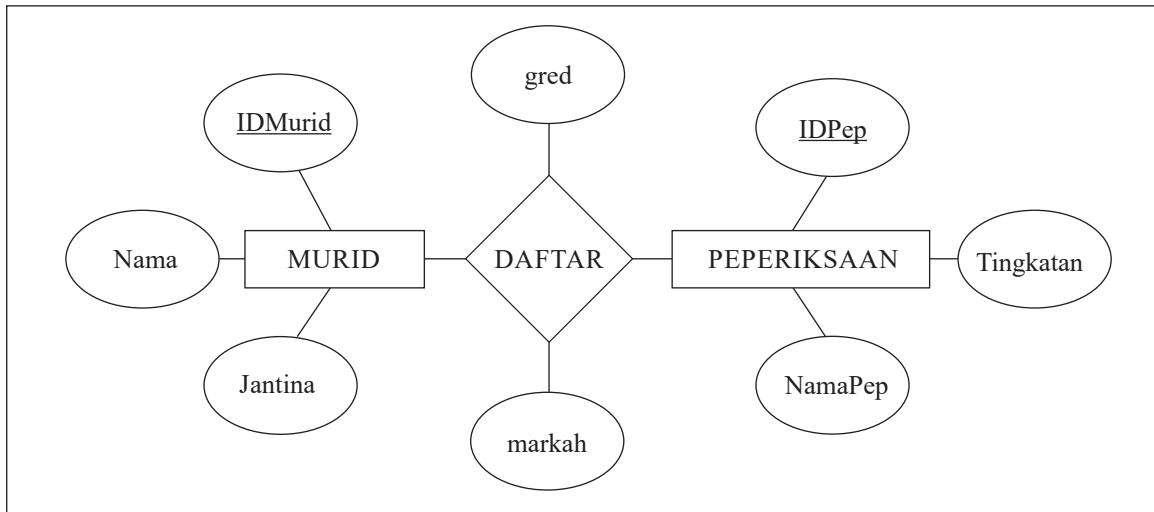 gred
IDMurid
IDPep
Nama
MURID
DAFTAR
PEPERIKSAAN
Tingkatan
Jantina
NamaPep
markah